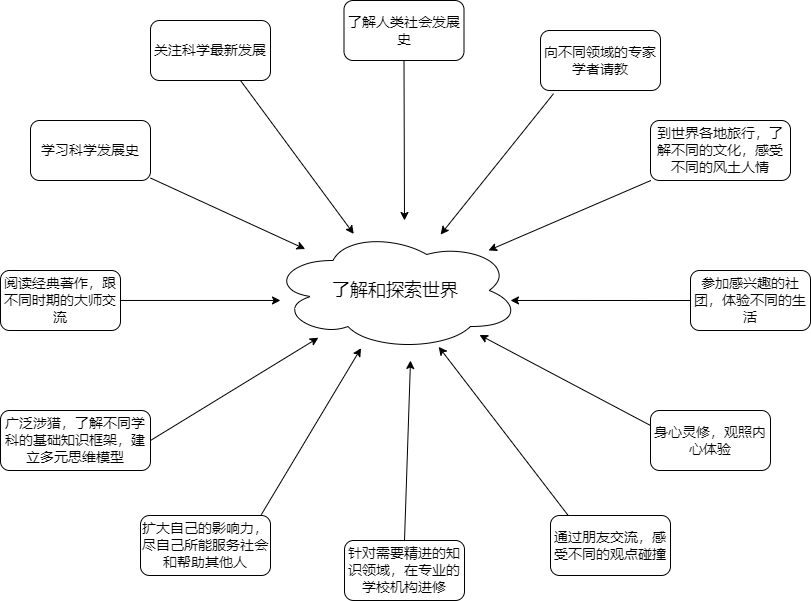 了解人类社会发展
史
关注科学最新发展
向不同领域的专家
学者请教
学习科学发展史
到世界各地旅行，了
解不同的文化，感受
不同的风土人情
阅读经典著作，跟
不同时期的大师交
流
了解和探索世界
参加感兴趣的社
团，体验不同的生
活
广泛涉猎，了解不同学
科的基础知识框架，建
立多元思维模型
身心灵修，观照内
心体验
扩大自己的影响力，
尽自己所能服务社会
和帮助其他人
针对需要精进的知
识领域，在专业的
学校机构进修
通过朋友交流，感
受不同的观点碰撞